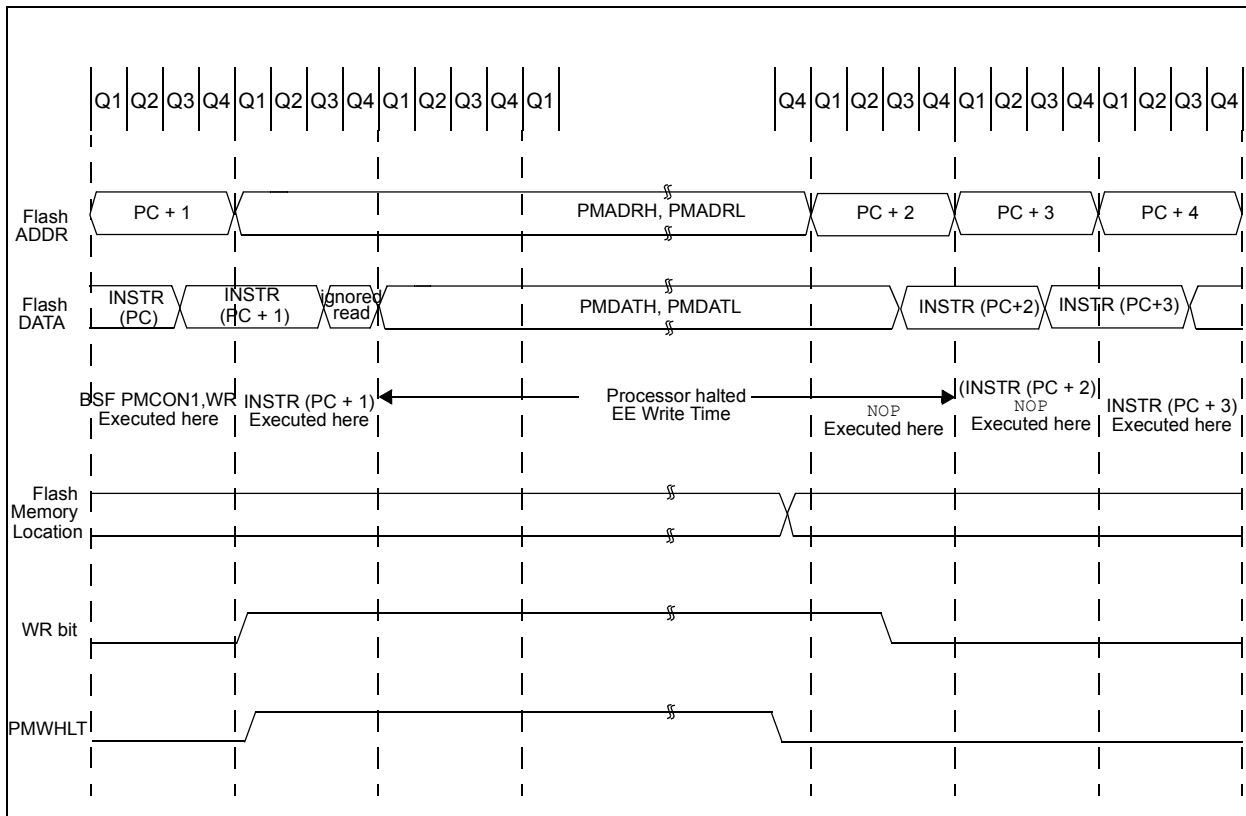 Q1 Q2 Q3 Q4 Q1 Q2 Q3 Q4 Q1 Q2 Q3 Q4 Q1 Q4 Q1 Q2 Q3 Q4 Q1 Q2 Q3 Q4 Q1 Q2 Q3 Q4
Flash
ADDR
PC + 1
PMADRH, PMADRL
PC + 2
PC + 3
PC + 4
Flash
DATA
INSTR
(PC)
INSTR
(PC + 1)
ignored
read
PMDATH, PMDATL
INSTR (PC+2)
INSTR (PC+3)
BSF PMCON1,WR
Executed here
INSTR (PC + 1)
Executed here
Processor halted
EE Write Time
NOP
Executed here
(INSTR (PC + 2)
NOP
Executed here
INSTR (PC + 3)
Executed here
Flash
Memory
Location
WR bit
PMWHLT